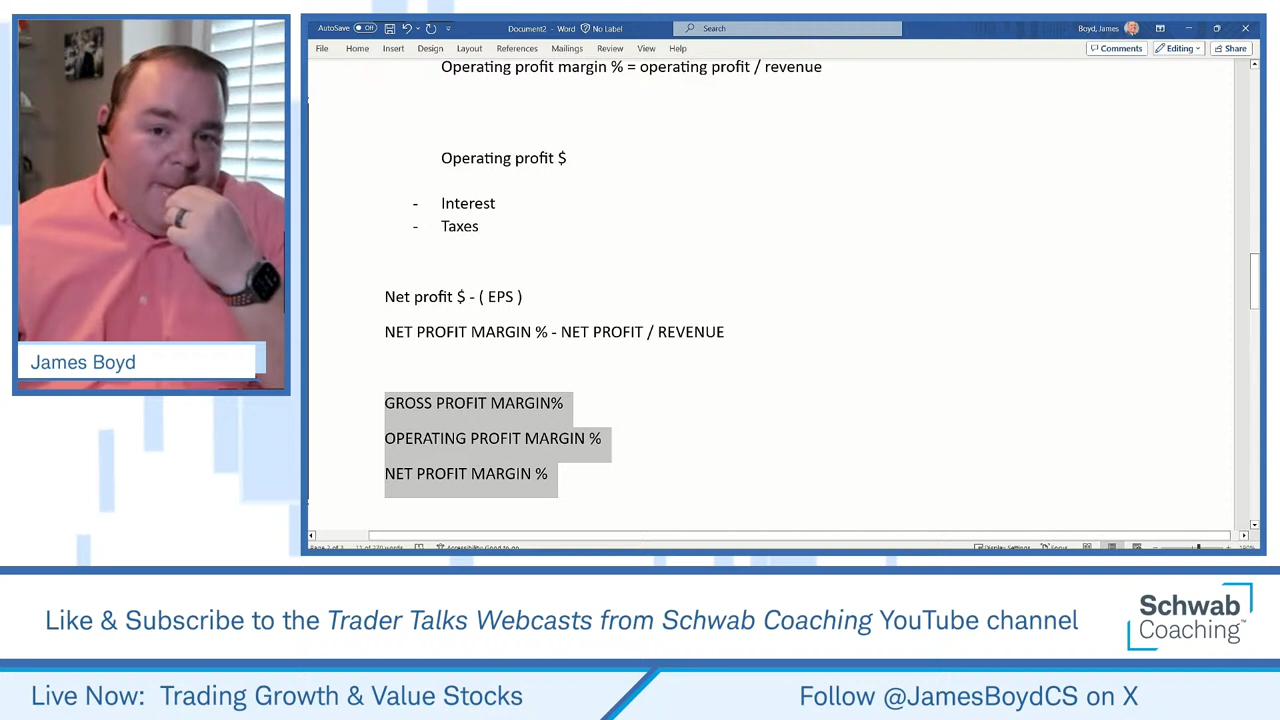 AutoSave Off
Document2 - Word
No Label
Search
Boyd, James
File Home Insert Design Layout References Mailings Review View Help
Comments
Editing
Share
Operating profit margin % = operating profit / revenue
Operating profit $
- Interest
- Taxes
Net profit $ - ( EPS )
NET PROFIT MARGIN % - NET PROFIT / REVENUE
GROSS PROFIT MARGIN%
OPERATING PROFIT MARGIN %
NET PROFIT MARGIN %
James Boyd
Like & Subscribe to the Trader Talks Webcasts from Schwab Coaching YouTube channel
Schwab
Coaching™
Live Now: Trading Growth & Value Stocks
Follow @JamesBoydCS on X